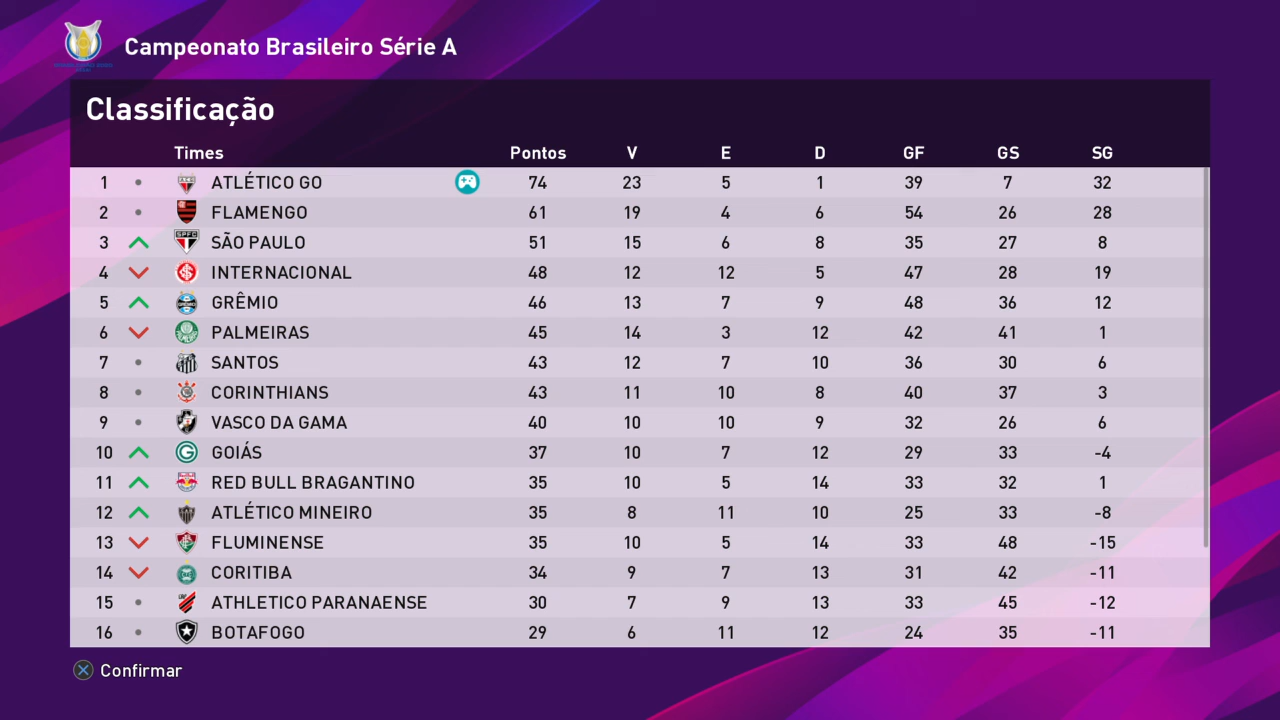 Campeonato Brasileiro Série A
Classificação
Times Pontos V E D GF GS SG
1 ATLÉTICO GO 74 23 5 1 39 7 32
2 FLAMENGO 61 19 4 6 54 26 28
3 SÃO PAULO 51 15 6 8 35 27 8
4 INTERNACIONAL 48 12 12 5 47 28 19
5 GRÊMIO 46 13 7 9 48 36 12
6 PALMEIRAS 45 14 3 12 42 41 1
7 SANTOS 43 12 7 10 36 30 6
8 CORINTHIANS 43 11 10 8 40 37 3
9 VASCO DA GAMA 40 10 10 9 32 26 6
10 GOIÁS 37 10 7 12 29 33 -4
11 RED BULL BRAGANTINO 35 10 5 14 33 32 1
12 ATLÉTICO MINEIRO 35 8 11 10 25 33 -8
13 FLUMINENSE 35 10 5 14 33 48 -15
14 CORITIBA 34 9 7 13 31 42 -11
15 ATHLETICO PARANAENSE 30 7 9 13 33 45 -12
16 BOTAFOGO 29 6 11 12 24 35 -11
Confirmar